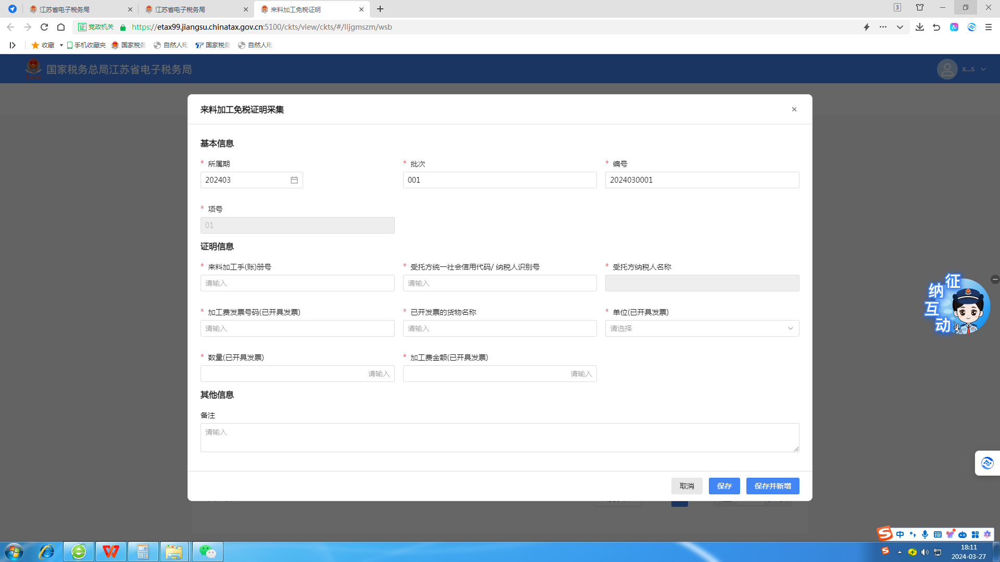 江苏省电子税务局
江苏省电子税务局
来料加工免税证明
3
证 党政机关 https://etax99.jiangsu.chinatax.gov.cn:5100/ckts/view/ckts/#/lljgmszm/wsb
AI
收藏 手机收藏夹 国家税务 自然人电 国家税务 自然人电
国家税务总局江苏省电子税务局
x...s
来料加工免税证明采集
基本信息
* 所属期 * 批次 * 编号
202403 001 2024030001
* 项号
01
证明信息
* 来料加工手(账)册号 * 受托方统一社会信用代码/ 纳税人识别号 * 受托方纳税人名称
请输入 请输入
* 加工费发票号码(已开具发票) * 已开发票的货物名称 * 单位(已开具发票)
请输入 请输入 请选择
* 数量(已开具发票) * 加工费金额(已开具发票)
请输入 请输入
其他信息
备注
请输入
取消 保存 保存并新增
征
纳
互
动
中
18:11
2024-03-27